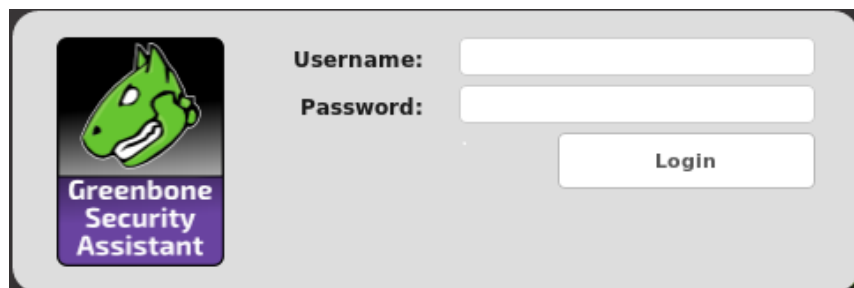 Username:
Password:
Login
Greenbone
Security
Assistant